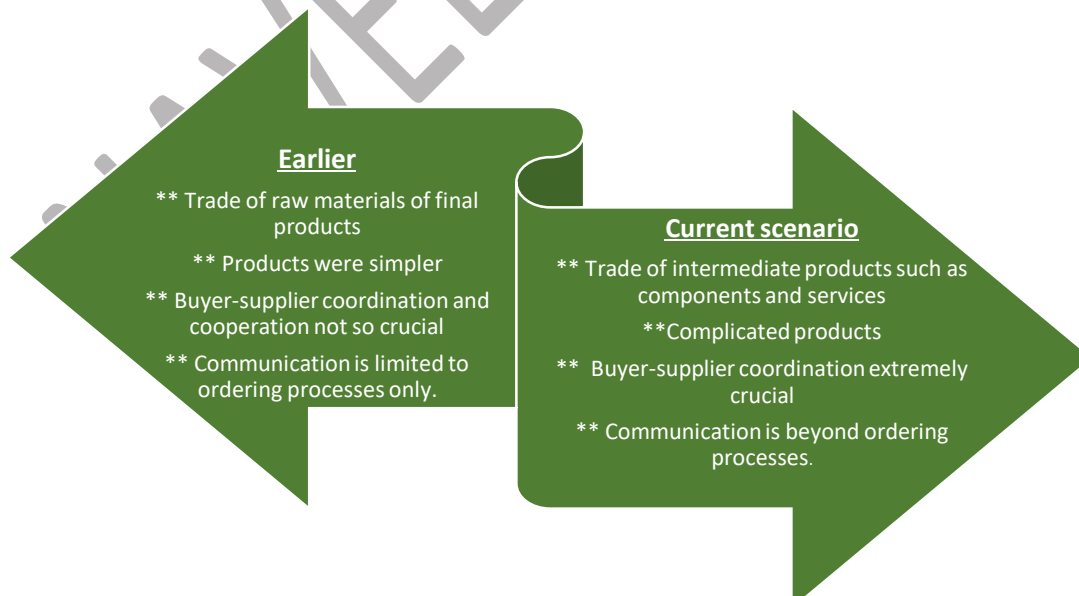 Earlier
** Trade of raw materials of final
products
** Products were simpler
** Buyer-supplier coordination and
cooperation not so crucial
** Communication is limited to
ordering processes only.
Current scenario
** Trade of intermediate products such as
components and services
**Complicated products
** Buyer-supplier coordination extremely
crucial
** Communication is beyond ordering
processes.